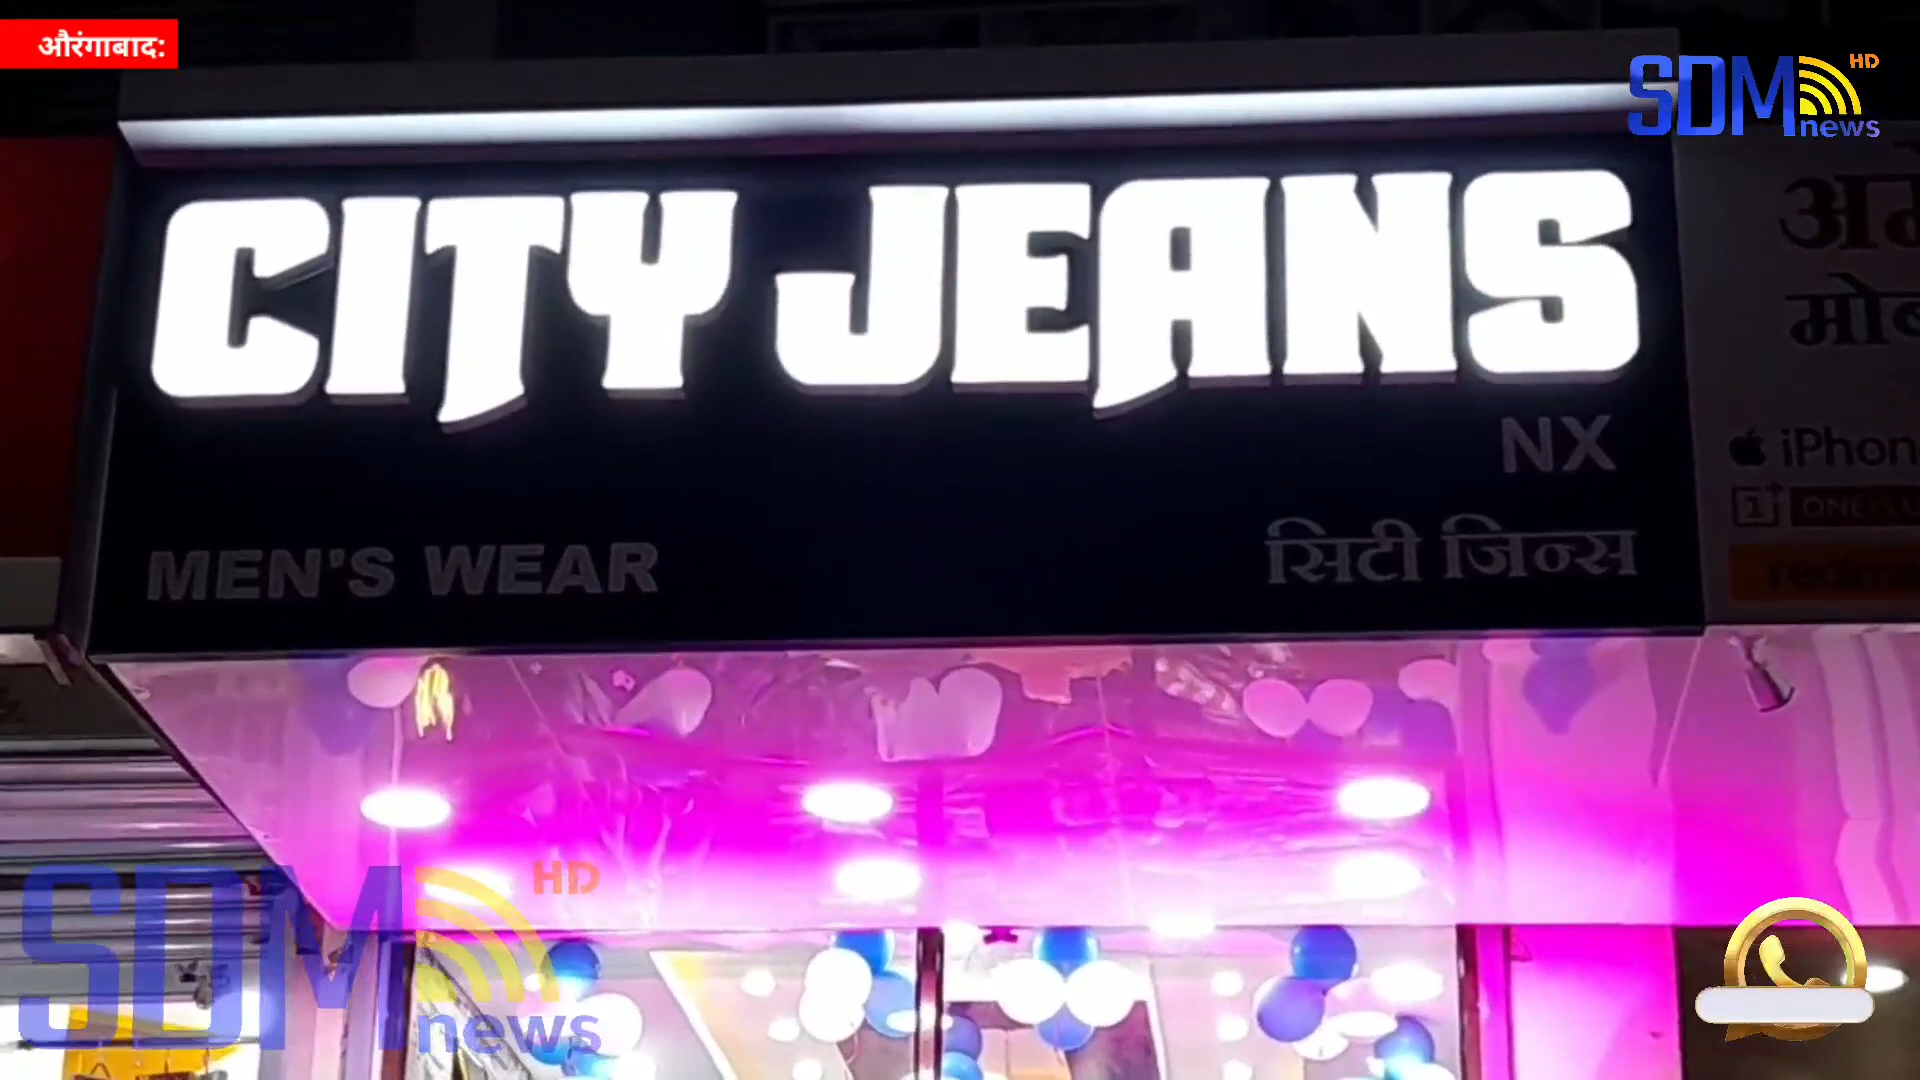 औरंगाबाद:
SDM HD
news
CITY JEANS
NX
MEN'S WEAR
सिटी जिन्स
iPhon
SDM HD
news